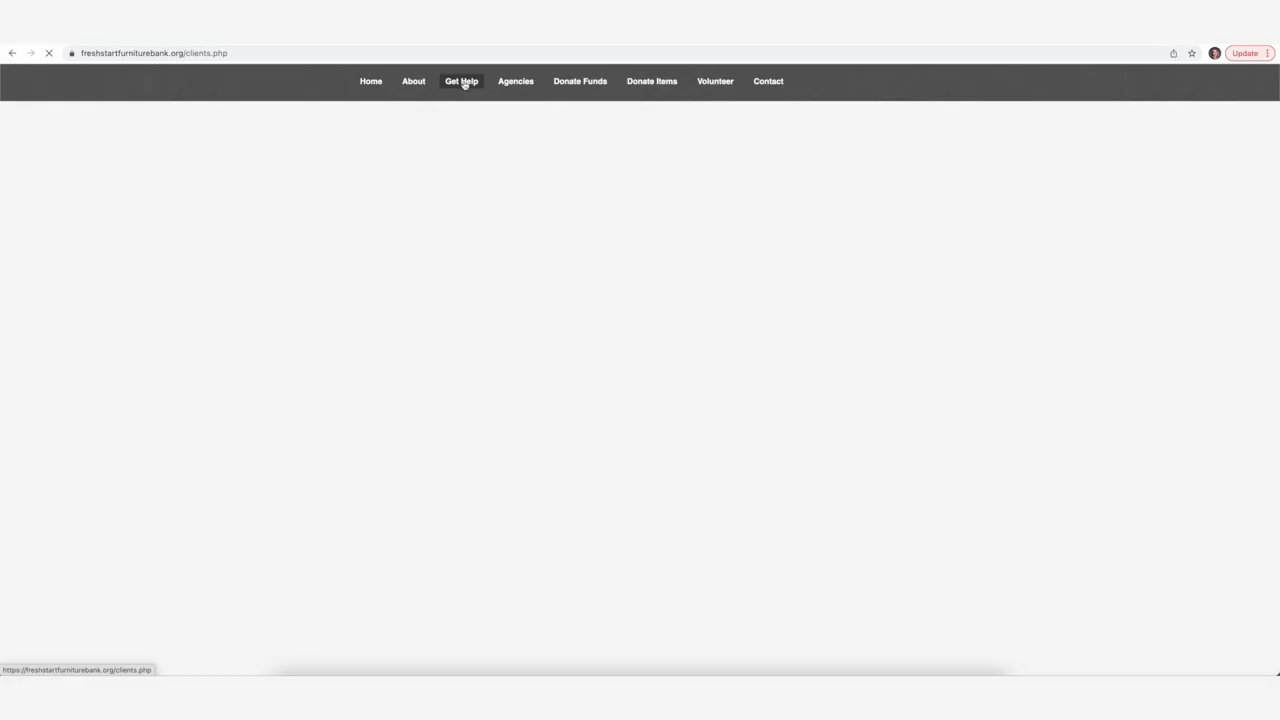 freshstartfurniturebank.org/clients.php
Update
Home About Get Help Agencies Donate Funds Donate Items Volunteer Contact
https://freshstartfurniturebank.org/clients.php